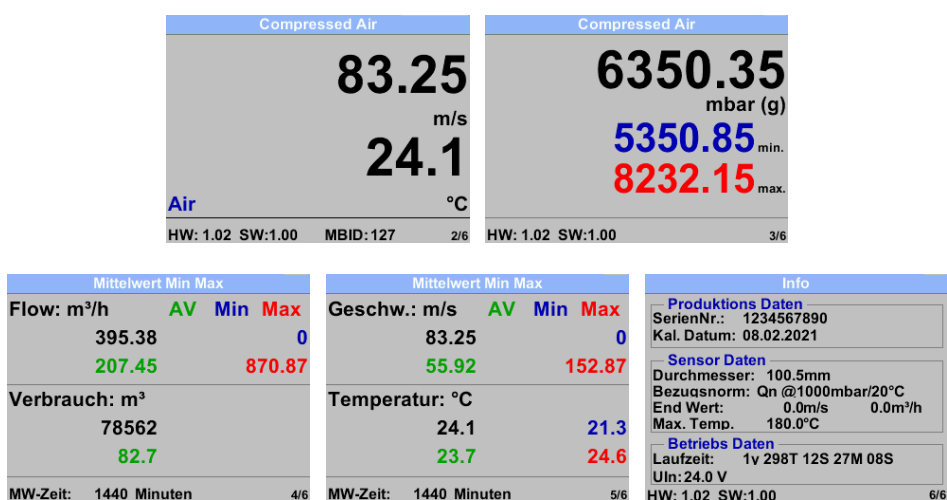 Compressed Air
83.25
m/s
24.1
Air °C
HW: 1.02 SW:1.00 MBID:127 2/6
Compressed Air
6350.35
mbar (g)
5350.85 min.
8232.15 max.
HW: 1.02 SW:1.00 3/6
Mittelwert Min Max
Flow: m³/h AV Min Max
395.38 0
207.45 870.87
Verbrauch: m³
78562
82.7
MW-Zeit: 1440 Minuten 4/6
Mittelwert Min Max
Geschw.: m/s AV Min Max
83.25 0
55.92 152.87
Temperatur: °C
24.1 21.3
23.7 24.6
MW-Zeit: 1440 Minuten 5/6
Info
Produktions Daten
SerienNr.: 1234567890
Kal. Datum: 08.02.2021
Sensor Daten
Durchmesser: 100.5mm
Bezugsnorm: Qn @1000mbar/20°C
End Wert: 0.0m/s 0.0m³/h
Max. Temp. 180.0°C
Betriebs Daten
Laufzeit: 1y 298T 12S 27M 08S
UIn: 24.0 V
HW: 1.02 SW:1.00 6/6